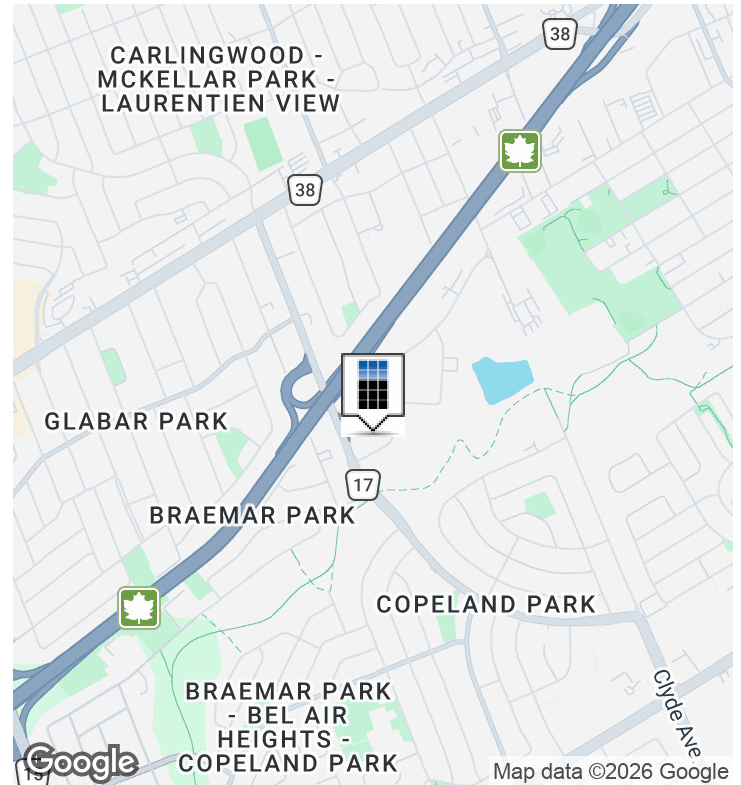 38
CARLINGWOOD -
MCKELLAR PARK -
LAURENTIEN VIEW
38
GLABAR PARK
17
BRAEMAR PARK
COPELAND PARK
Clyde Ave.
BRAEMAR PARK
- BEL AIR
HEIGHTS -
COPELAND PARK
15
Google
Map data ©2026 Google